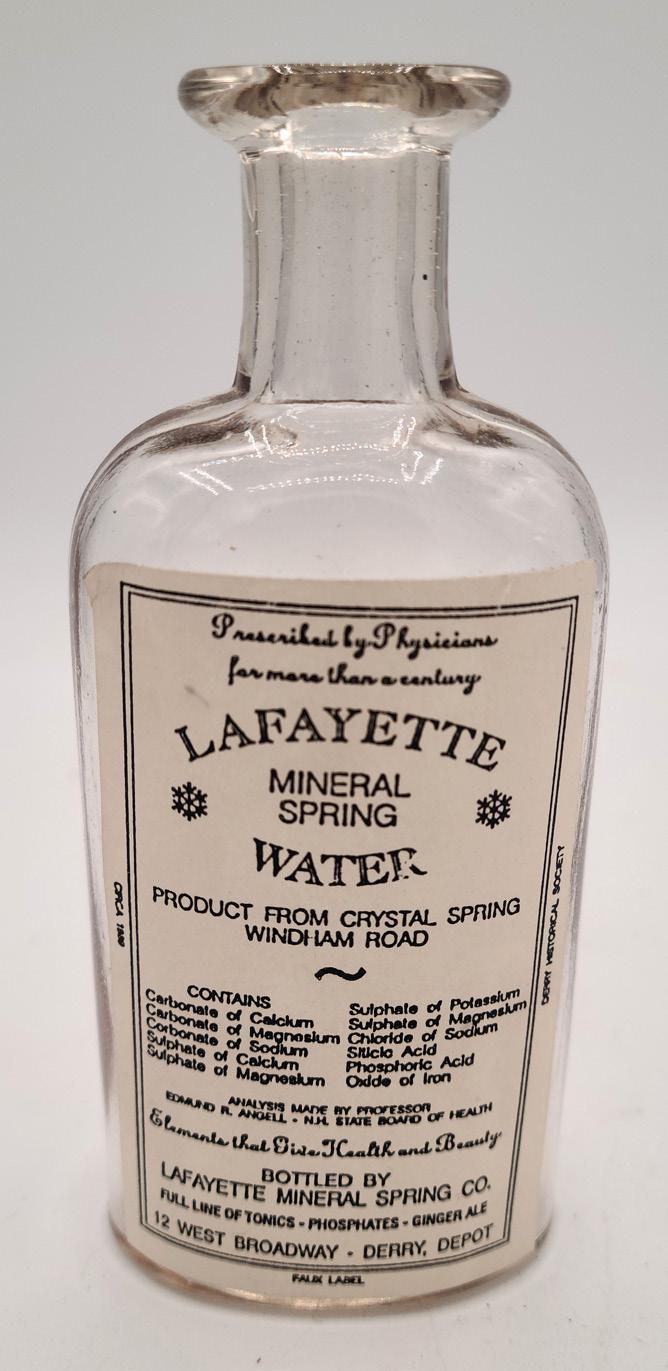 Prescribed by Physicians
for more than a century
LAFAYETTE
MINERAL
SPRING
WATER
PRODUCT FROM CRYSTAL SPRING
WINDHAM ROAD
~
CONTAINS
Carbonate of Calcium
Carbonate of Magnesium
Corbonate of Sodium
Sulphate of Calcium
Sulphate of Magnesium
Sulphate of Potassium
Sulphate of Magnesium
Chloride of Sodium
Silicic Acid
Phosphoric Acid
Oxide of Iron
ANALYSIS MADE BY PROFESSOR
EDMUND R. ANGELL - N.H. STATE BOARD OF HEALTH
Elements that Give Health and Beauty
BOTTLED BY
LAFAYETTE MINERAL SPRING CO.
FULL LINE OF TONICS - PHOSPHATES - GINGER ALE
12 WEST BROADWAY - DERRY, DEPOT
FAUX LABEL
CIRCA
DERRY HISTORICAL SOCIETY